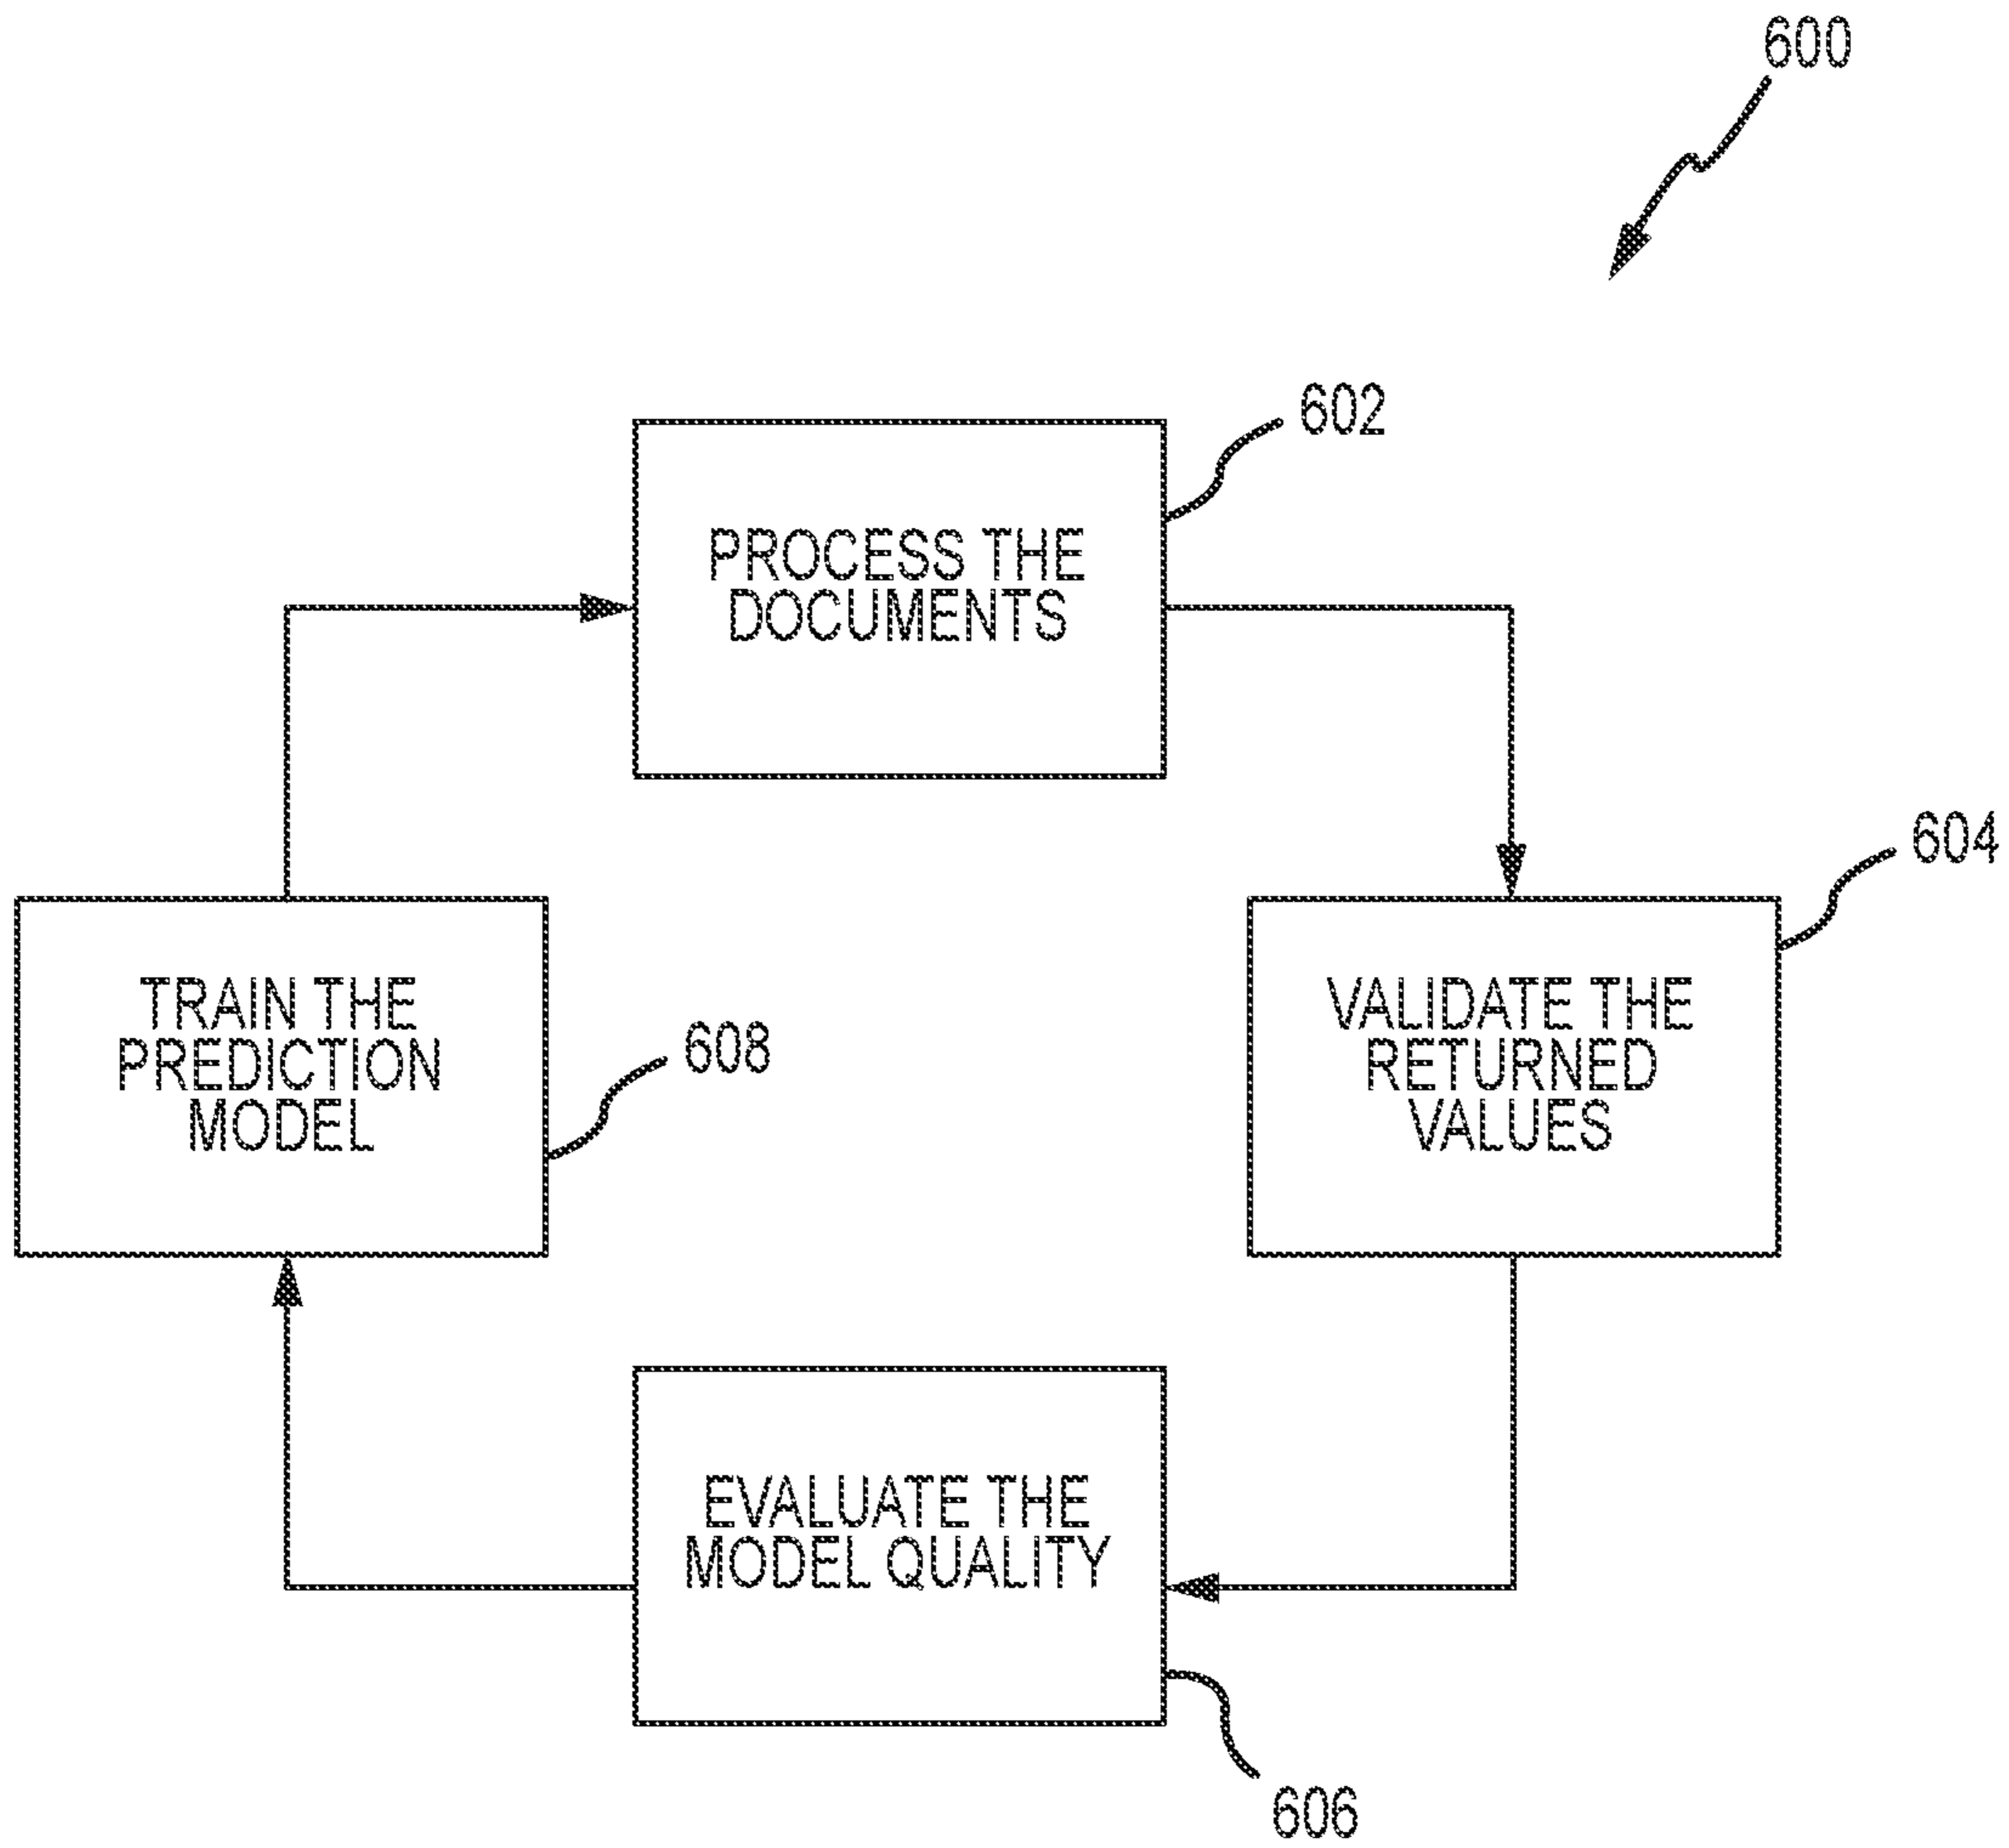 600
602
PROCESS THE
DOCUMENTS
604
VALIDATE THE
RETURNED
VALUES
TRAIN THE
PREDICTION
MODEL
608
EVALUATE THE
MODEL QUALITY
606